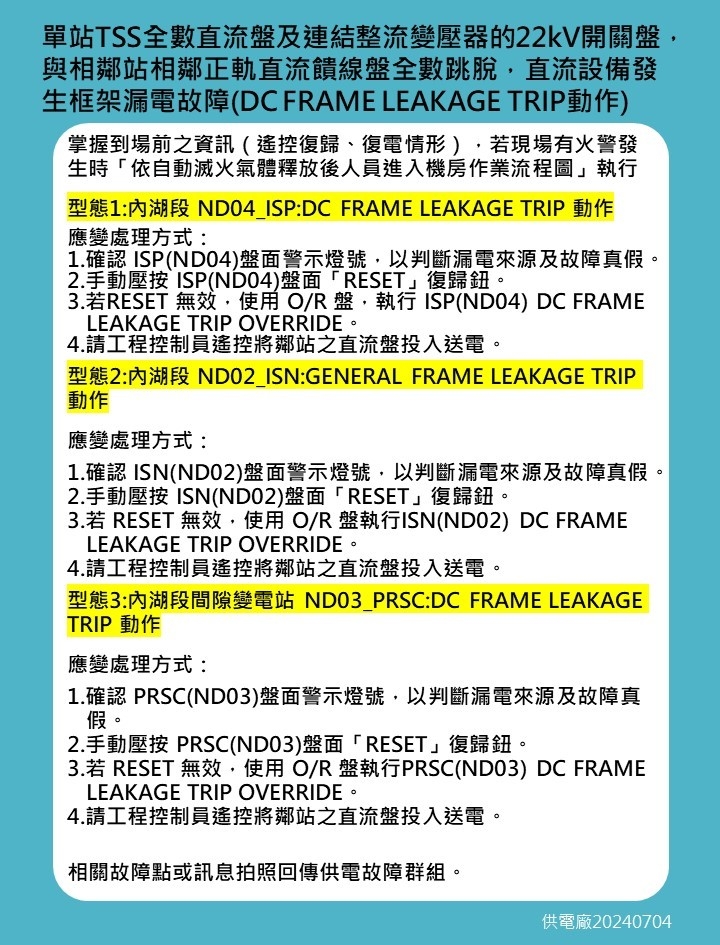 單站TSS全數直流盤及連結整流變壓器的22kV開關盤，
與相鄰站相鄰正軌直流饋線盤全數跳脫，直流設備發
生框架漏電故障(DC FRAME LEAKAGE TRIP動作)
掌握到場前之資訊（遙控復歸、復電情形），若現場有火警發
生時「依自動滅火氣體釋放後人員進入機房作業流程圖」執行
型態1:內湖段 ND04_ISP:DC FRAME LEAKAGE TRIP 動作
應變處理方式：
1.確認 ISP(ND04)盤面警示燈號，以判斷漏電來源及故障真假。
2.手動壓按 ISP(ND04)盤面「RESET」復歸鈕。
3.若RESET 無效，使用 O/R 盤，執行 ISP(ND04) DC FRAME
LEAKAGE TRIP OVERRIDE。
4.請工程控制員遙控將鄰站之直流盤投入送電。
型態2:內湖段 ND02_ISN:GENERAL FRAME LEAKAGE TRIP
動作
應變處理方式：
1.確認 ISN(ND02)盤面警示燈號，以判斷漏電來源及故障真假。
2.手動壓按 ISN(ND02)盤面「RESET」復歸鈕。
3.若 RESET 無效，使用 O/R 盤執行ISN(ND02) DC FRAME
LEAKAGE TRIP OVERRIDE。
4.請工程控制員遙控將鄰站之直流盤投入送電。
型態3:內湖段間隙變電站 ND03_PRSC:DC FRAME LEAKAGE
TRIP 動作
應變處理方式：
1.確認 PRSC(ND03)盤面警示燈號，以判斷漏電來源及故障真
假。
2.手動壓按 PRSC(ND03)盤面「RESET」復歸鈕。
3.若 RESET 無效，使用 O/R 盤執行PRSC(ND03) DC FRAME
LEAKAGE TRIP OVERRIDE。
4.請工程控制員遙控將鄰站之直流盤投入送電。
相關故障點或訊息拍照回傳供電故障群組。
供電廠20240704